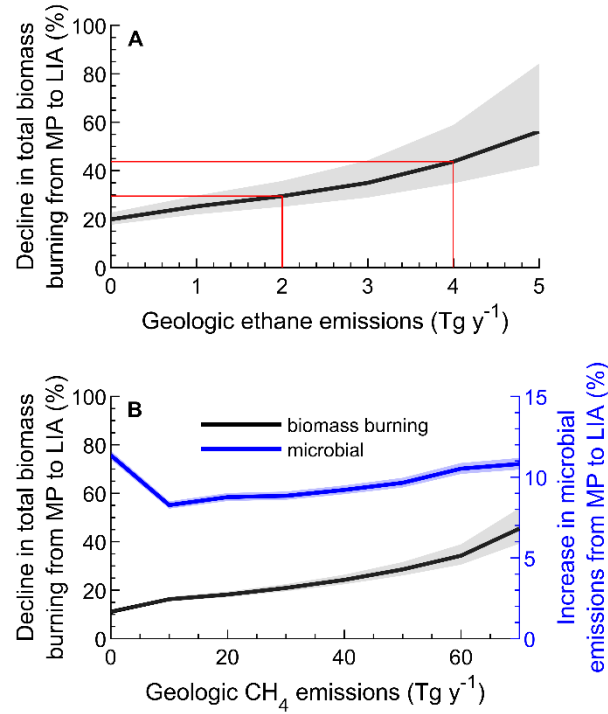 A
Decline in total biomass
burning from MP to LIA (%)
100
80
60
40
20
0
0 1 2 3 4 5
Geologic ethane emissions (Tg y⁻¹)
B
Decline in total biomass
burning from MP to LIA (%)
100
80
60
40
20
0
biomass burning
microbial
15
10
5
0
Increase in microbial
emissions from MP to LIA (%)
0 20 40 60
Geologic CH₄ emissions (Tg y⁻¹)